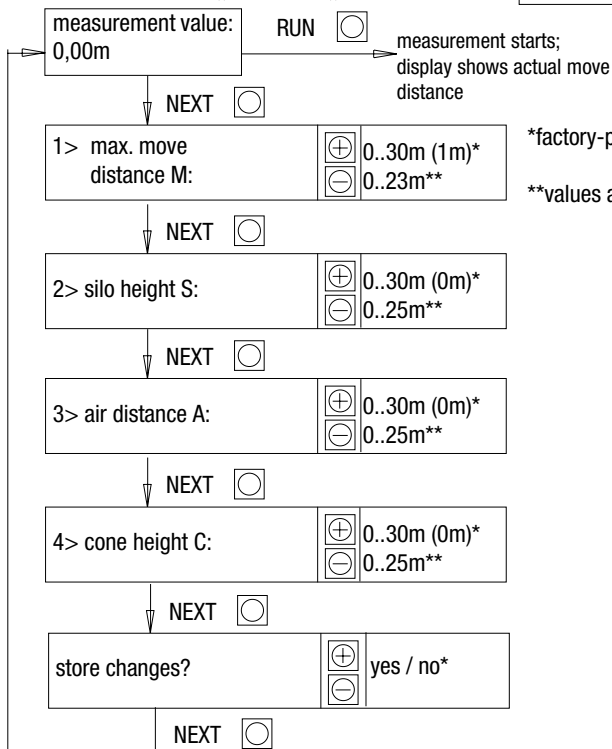 measurement value:
0,00m
RUN
measurement starts;
display shows actual move
distance
NEXT
1> max. move
distance M:
0..30m (1m)*
0..23m**
*factory-p
**values a
NEXT
2> silo height S:
0..30m (0m)*
0..25m**
NEXT
3> air distance A:
0..30m (0m)*
0..25m**
NEXT
4> cone height C:
0..30m (0m)*
0..25m**
NEXT
store changes?
yes / no*
NEXT